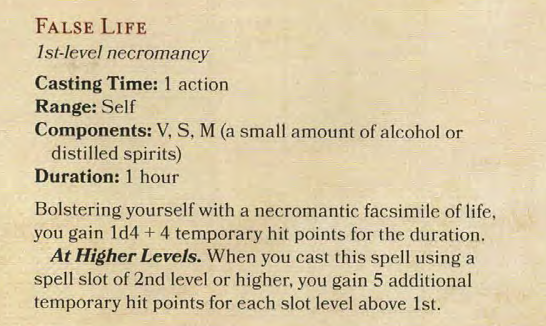 FALSE LIFE
1st-level necromancy
Casting Time: 1 action
Range: Self
Components: V, S, M (a small amount of alcohol or
distilled spirits)
Duration: 1 hour
Bolstering yourself with a necromantic facsimile of life,
you gain 1d4 + 4 temporary hit points for the duration.
At Higher Levels. When you cast this spell using a
spell slot of 2nd level or higher, you gain 5 additional
temporary hit points for each slot level above 1st.